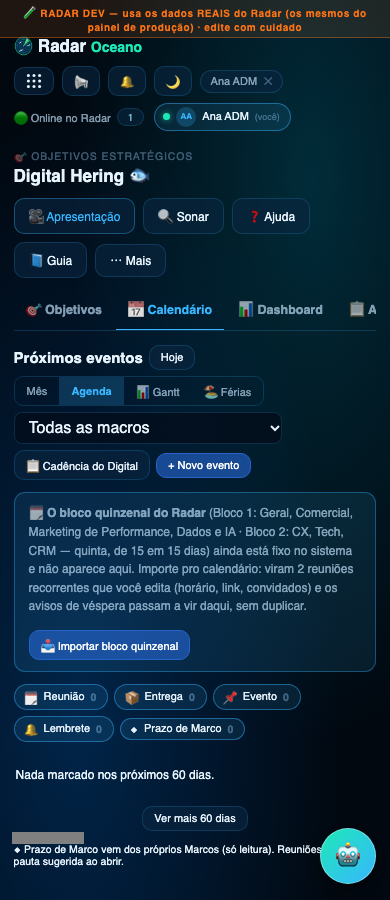 RADAR DEV — usa os dados REAIS do Radar (os mesmos do
painel de produção) · edite com cuidado
Radar Oceano
Ana ADM ✕
Online no Radar 1
AA Ana ADM (você)
OBJETIVOS ESTRATÉGICOS
Digital Hering
Apresentação
Sonar
Ajuda
Guia
⋯ Mais
Objetivos
Calendário
Dashboard
A
Próximos eventos
Hoje
Mês
Agenda
Gantt
Férias
Todas as macros
Cadência do Digital
+ Novo evento
O bloco quinzenal do Radar (Bloco 1: Geral, Comercial,
Marketing de Performance, Dados e IA · Bloco 2: CX, Tech,
CRM — quinta, de 15 em 15 dias) ainda está fixo no sistema
e não aparece aqui. Importe pro calendário: viram 2 reuniões
recorrentes que você edita (horário, link, convidados) e os
avisos de véspera passam a vir daqui, sem duplicar.
Importar bloco quinzenal
Reunião 0
Entrega 0
Evento 0
Lembrete 0
◆ Prazo de Marco 0
Nada marcado nos próximos 60 dias.
Ver mais 60 dias
◆ Prazo de Marco vem dos próprios Marcos (só leitura). Reuniões
pauta sugerida ao abrir.